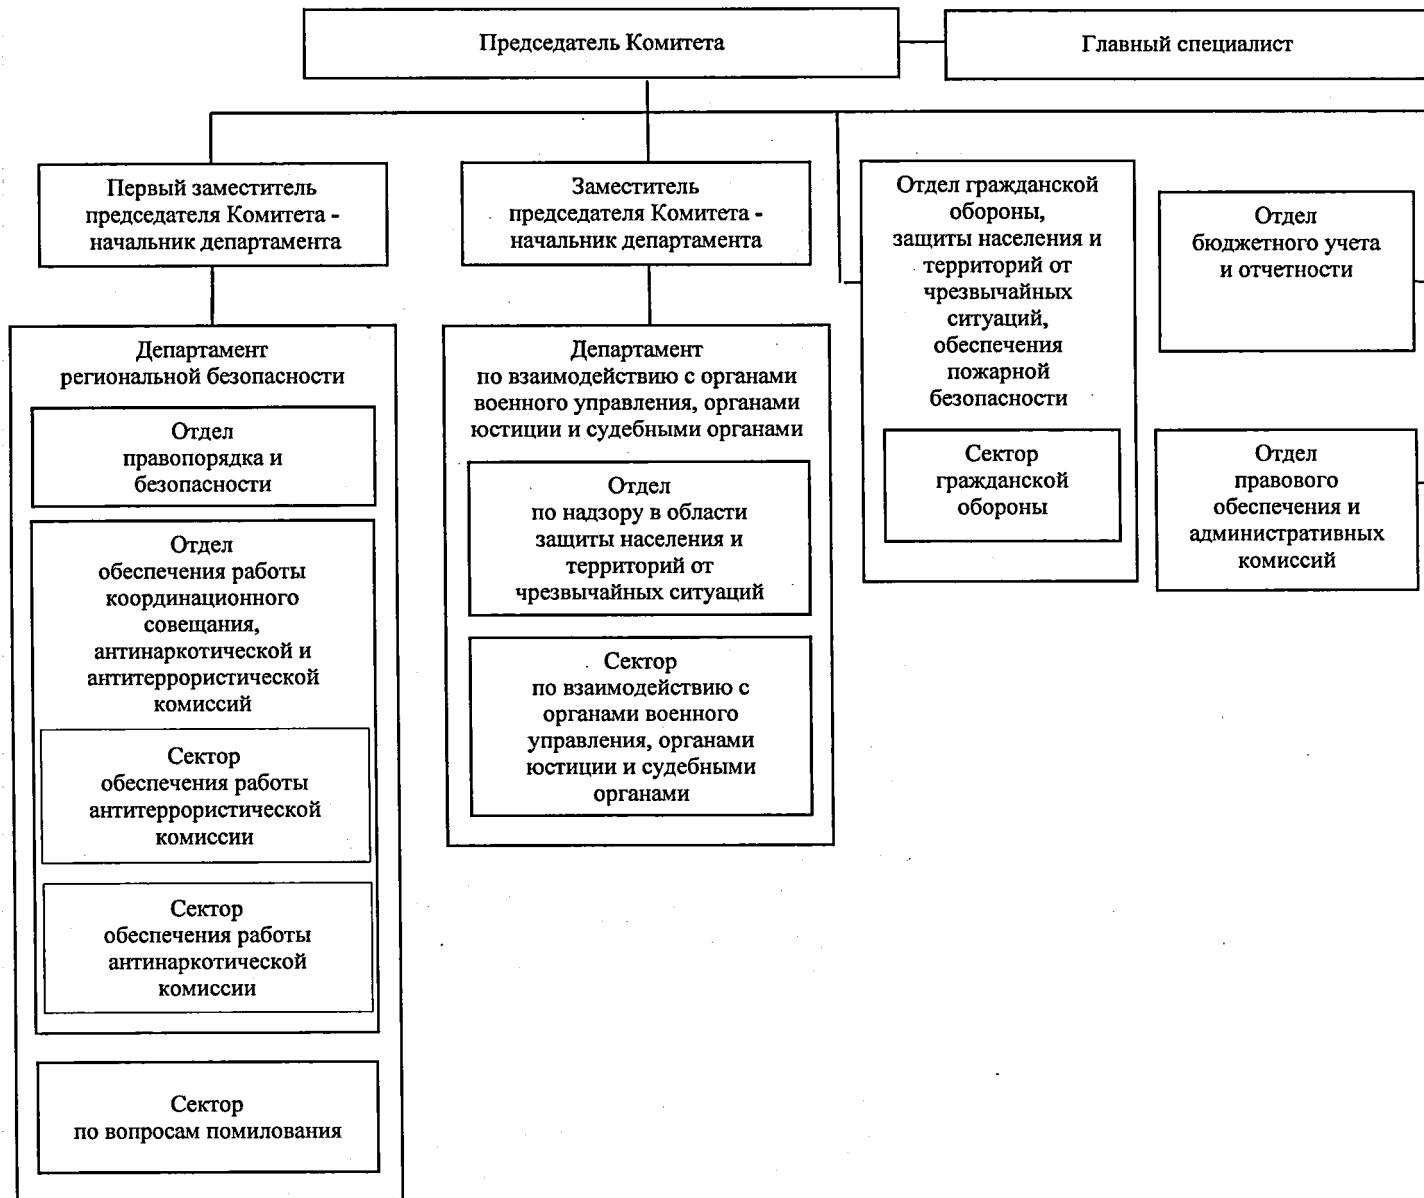 Председатель Комитета
Главный специалист
Первый заместитель
председателя Комитета -
начальник департамента
Заместитель
председателя Комитета -
начальник департамента
Отдел гражданской
обороны,
защиты населения и
территорий от
чрезвычайных
ситуаций,
обеспечения
пожарной
безопасности
Сектор
гражданской
обороны
Отдел
бюджетного учета
и отчетности
Отдел
правового
обеспечения и
административных
комиссий
Департамент
региональной безопасности
Отдел
правопорядка и
безопасности
Отдел
обеспечения работы
координационного
совещания,
антинаркотической и
антитеррористической
комиссий
Сектор
обеспечения работы
антитеррористической
комиссии
Сектор
обеспечения работы
антинаркотической
комиссии
Сектор
по вопросам помилования
Департамент
по взаимодействию с органами
военного управления, органами
юстиции и судебными органами
Отдел
по надзору в области
защиты населения и
территорий от
чрезвычайных ситуаций
Сектор
по взаимодействию с
органами военного
управления, органами
юстиции и судебными
органами